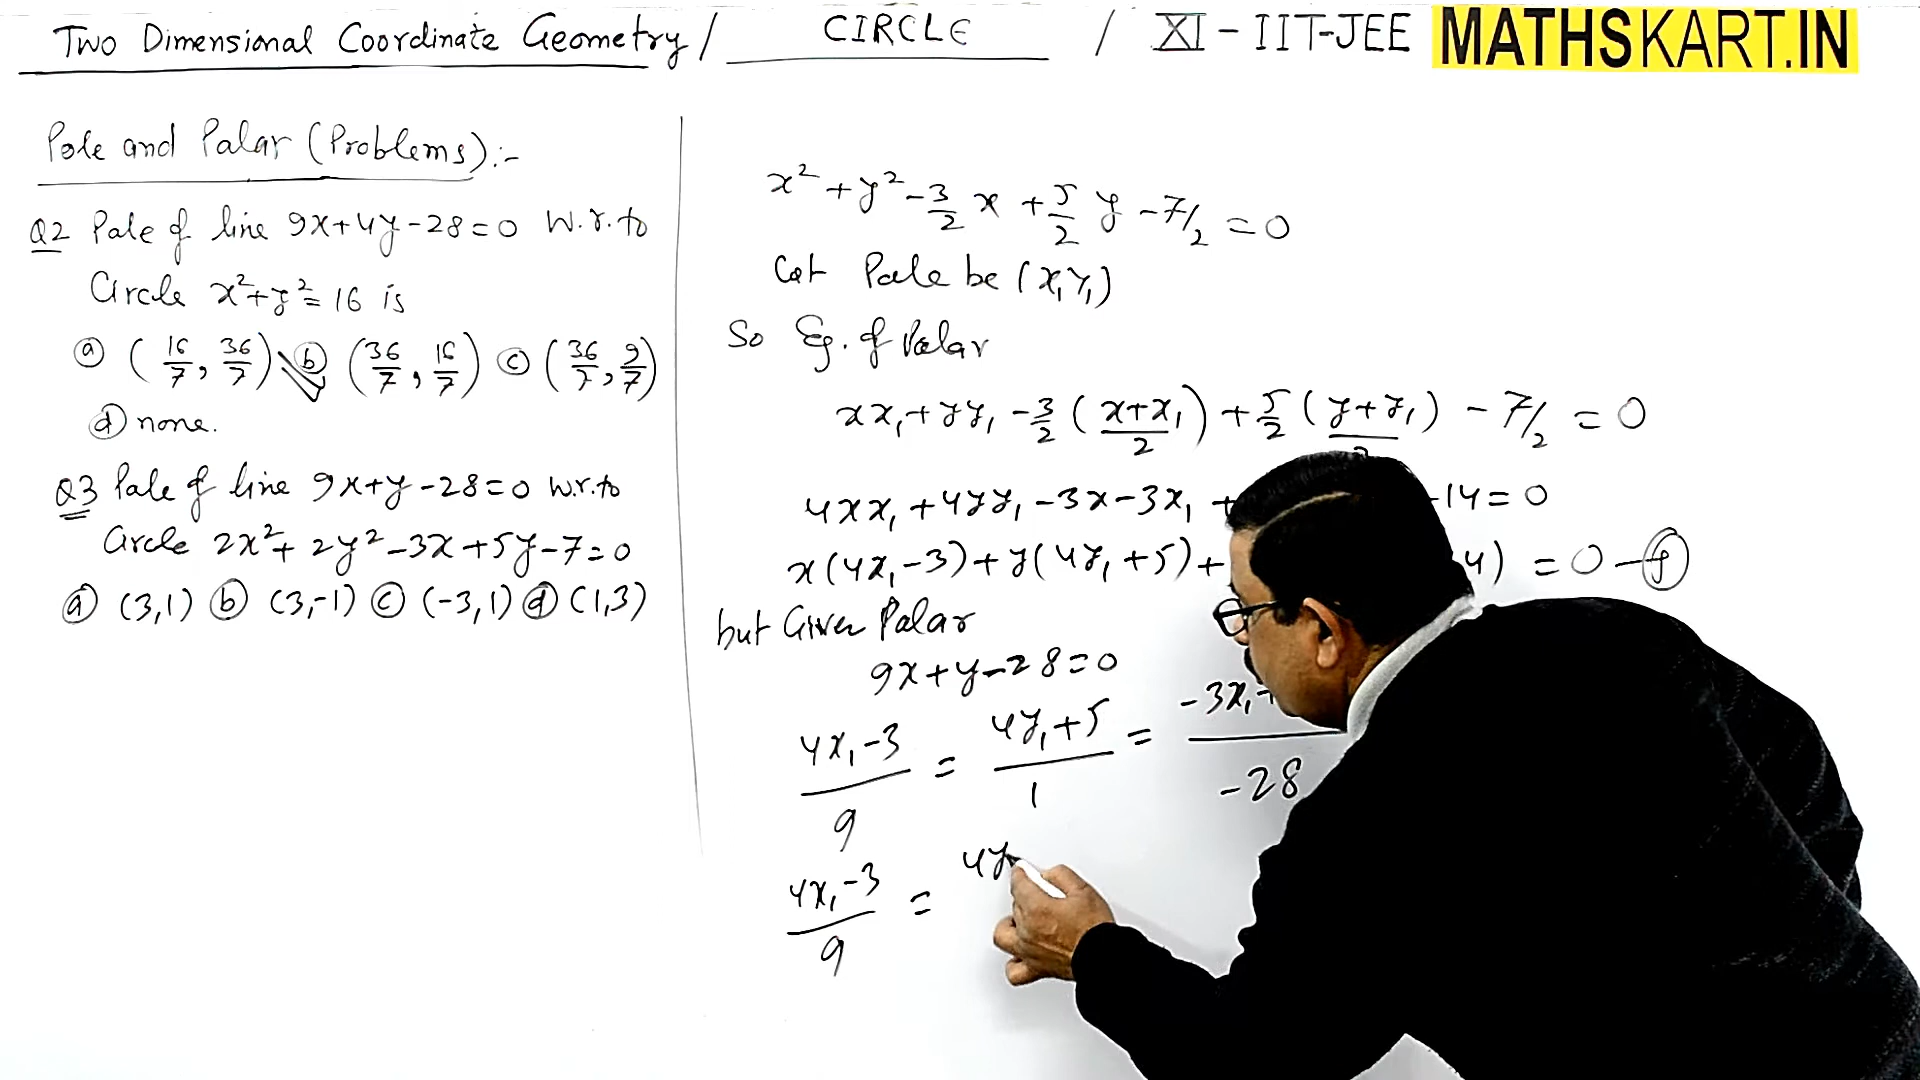 Two Dimensional Coordinate Geometry / CIRCLE / XI - IIT-JEE MATHSKART.IN
Pole and Polar (Problems):-
Q2 Pole of line 9x+4y-28=0 w.r.to
Circle x²+y²=16 is
ⓐ (16/7, 36/7) ⓑ (36/7, 16/7) ⓒ (36/7, 9/7)
ⓓ none.
Q3 Pole of line 9x+y-28=0 w.r.to
Circle 2x²+2y²-3x+5y-7=0
ⓐ (3,1) ⓑ (3,-1) ⓒ (-3,1) ⓓ (1,3)
x²+y²-3/2 x+5/2 y-7/2=0
Let Pole be (x₁y₁)
So Eq. of Polar
xx₁+yy₁-3/2((x+x₁)/2)+5/2((y+y₁)/2)-7/2=0
4xx₁+4yy₁-3x-3x₁+ -14=0
x(4x₁-3)+y(4y₁+5)+ 4)=0-①
but Given Polar
9x+y-28=0
(4x₁-3)/9=(4y₁+5)/1=(-3x₁+)/-28
(4x₁-3)/9=4y